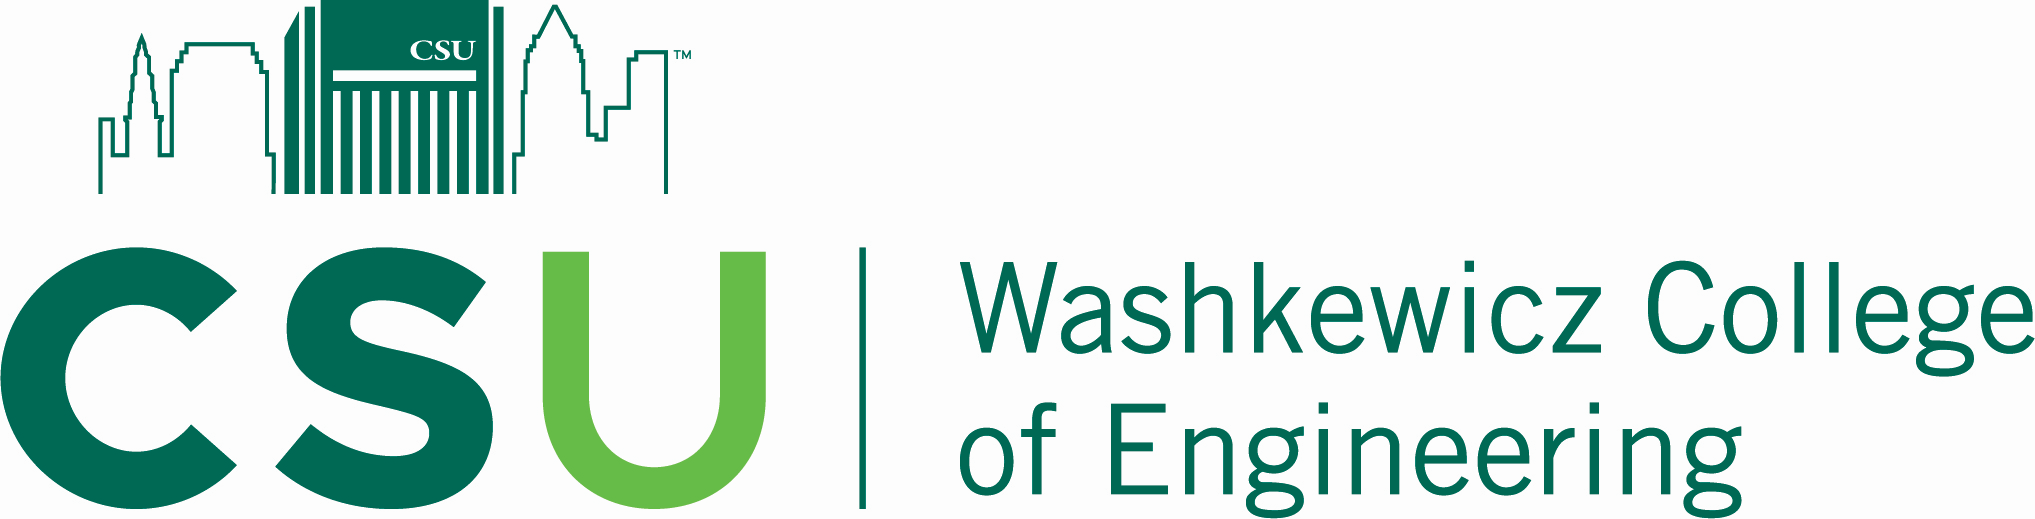 CSU
™
CSU
Washkewicz College
of Engineering